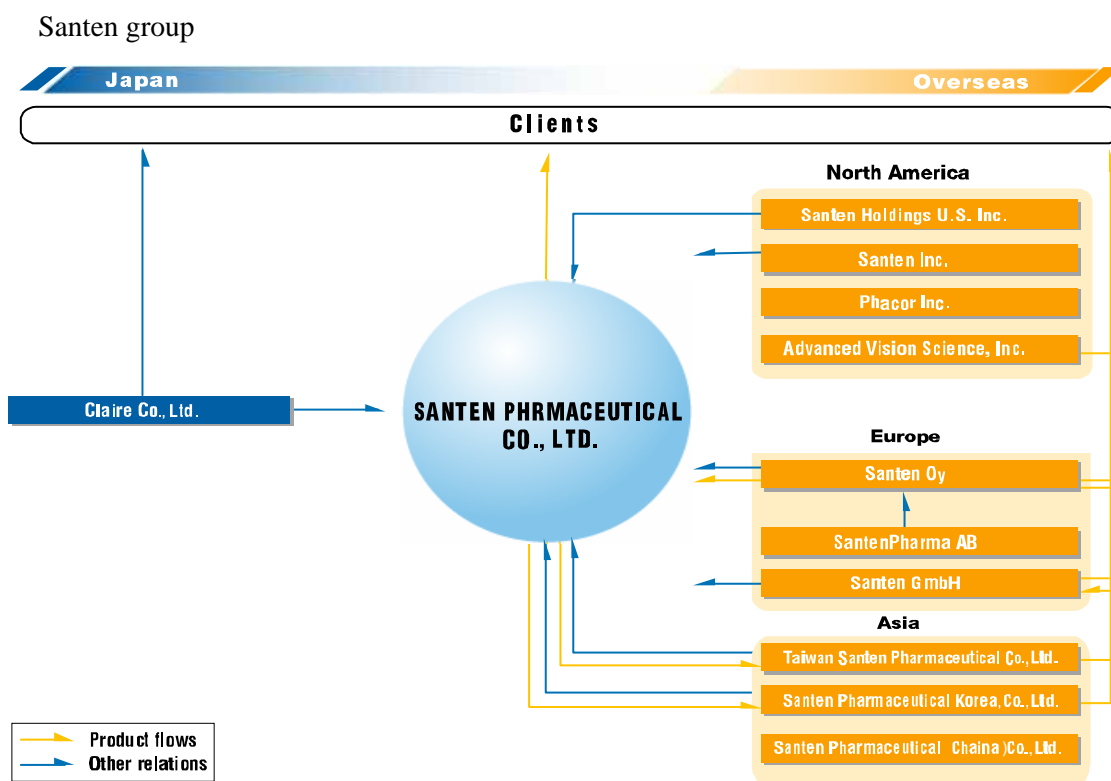 Santen group
Japan
Overseas
Clients
North America
Santen Holdings U.S. Inc.
Santen Inc.
Phacor Inc.
Advanced Vision Science, Inc.
Claire Co., Ltd.
SANTEN PHRMACEUTICAL
CO., LTD.
Europe
Santen Oy
SantenPharma AB
Santen GmbH
Asia
Taiwan Santen Pharmaceutical Co., Ltd.
Santen Pharmaceutical Korea, Co., Ltd.
Santen Pharmaceutical Chaina )Co., Ltd.
Product flows
Other relations